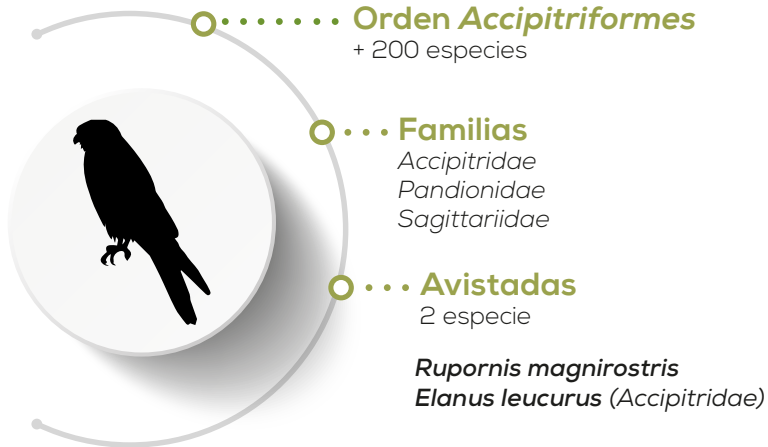 Orden Accipitriformes
+ 200 especies
Familias
Accipitridae
Pandionidae
Sagittariidae
Avistadas
2 especie
Rupornis magnirostris
Elanus leucurus (Accipitridae)